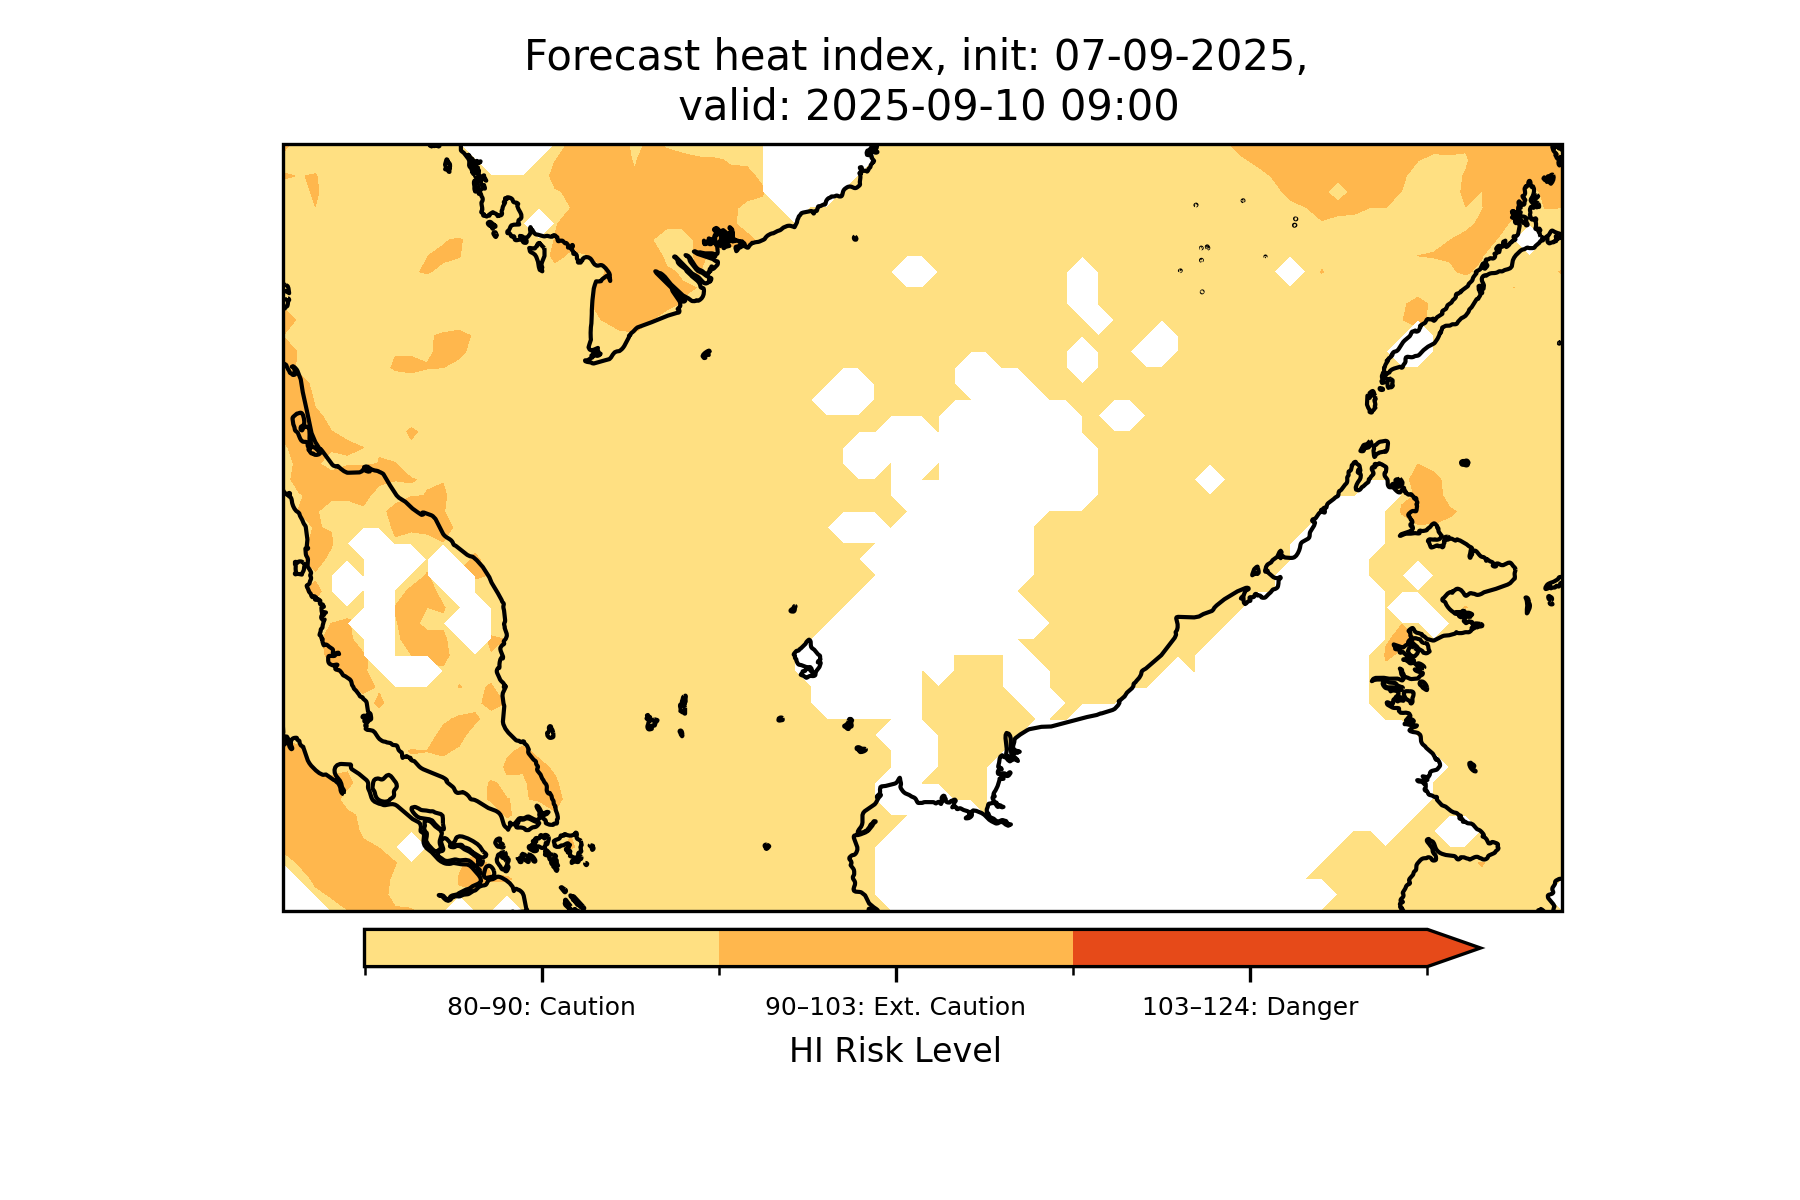 Forecast heat index, init: 07-09-2025,
valid: 2025-09-10 09:00
80–90: Caution
90–103: Ext. Caution
103–124: Danger
HI Risk Level